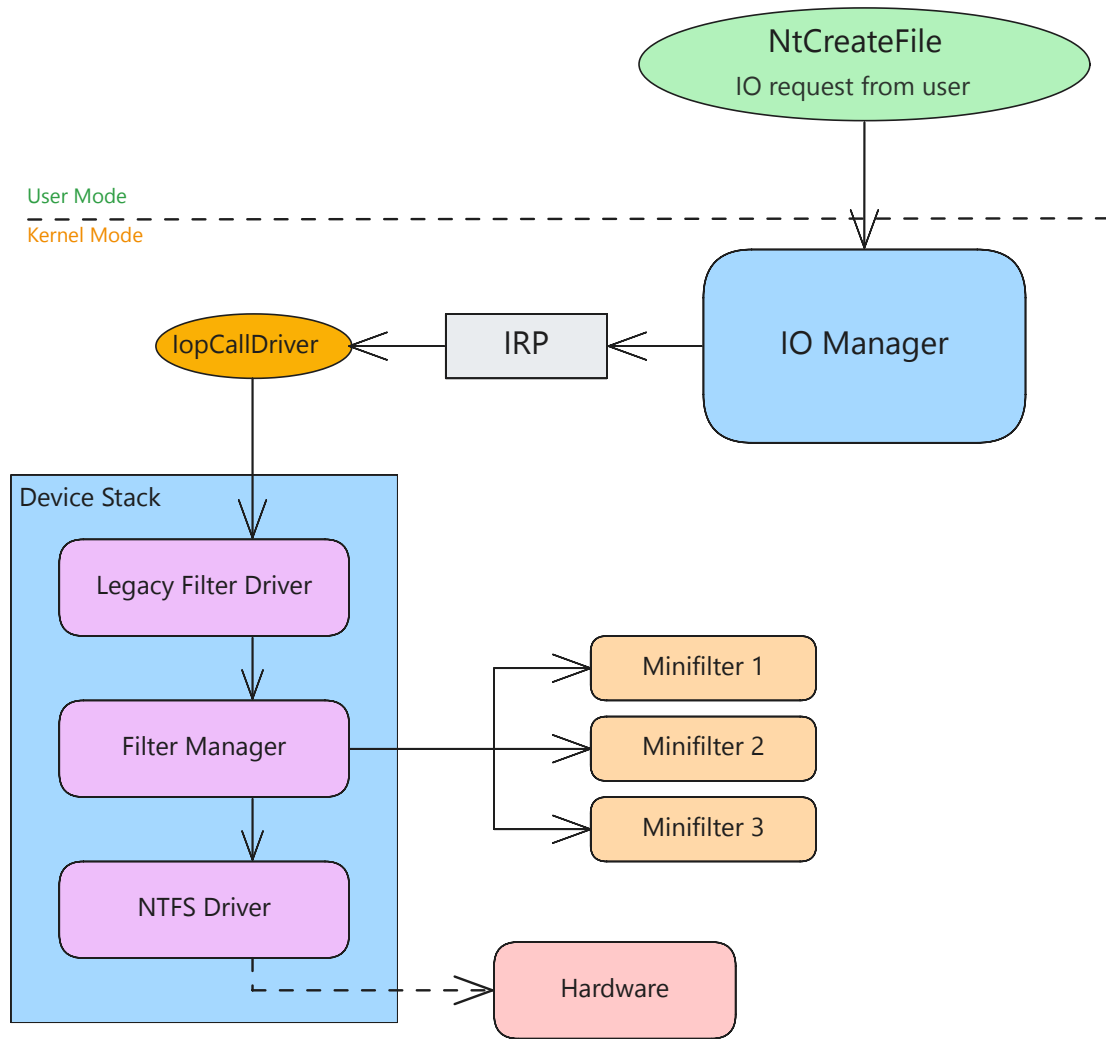 NtCreateFile
IO request from user
User Mode
Kernel Mode
IopCallDriver
IRP
IO Manager
Device Stack
Legacy Filter Driver
Filter Manager
Minifilter 1
Minifilter 2
Minifilter 3
NTFS Driver
Hardware